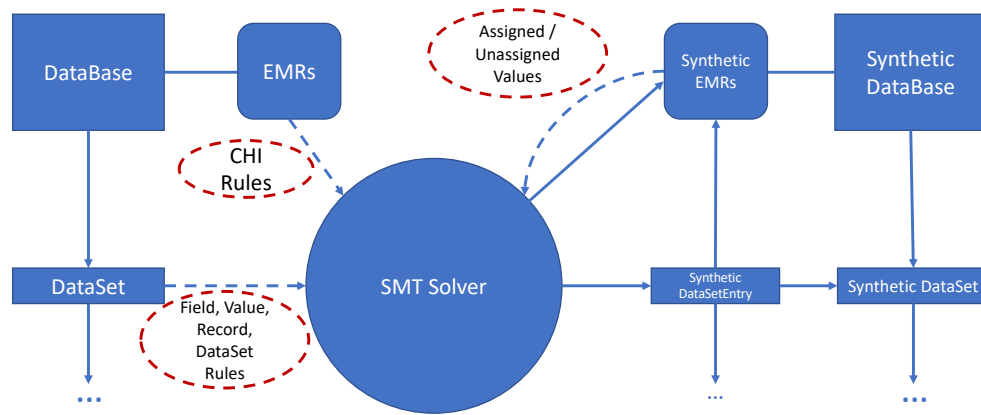 DataBase
EMRs
Assigned /
Unassigned
Values
Synthetic
EMRs
Synthetic
DataBase
CHI
Rules
DataSet
SMT Solver
Synthetic
DataSetEntry
Synthetic DataSet
Field, Value,
Record,
DataSet
Rules
...
...
...